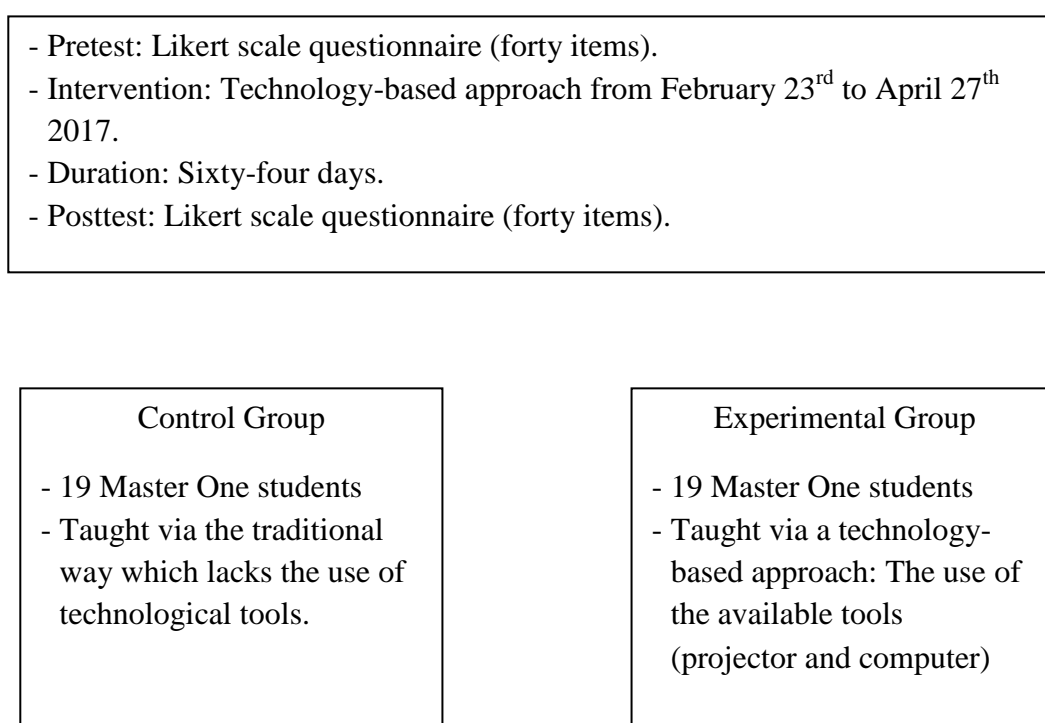 - Pretest: Likert scale questionnaire (forty items).
- Intervention: Technology-based approach from February 23rd to April 27th
2017.
- Duration: Sixty-four days.
- Posttest: Likert scale questionnaire (forty items).
Control Group
- 19 Master One students
- Taught via the traditional
way which lacks the use of
technological tools.
Experimental Group
- 19 Master One students
- Taught via a technology-
based approach: The use of
the available tools
(projector and computer)